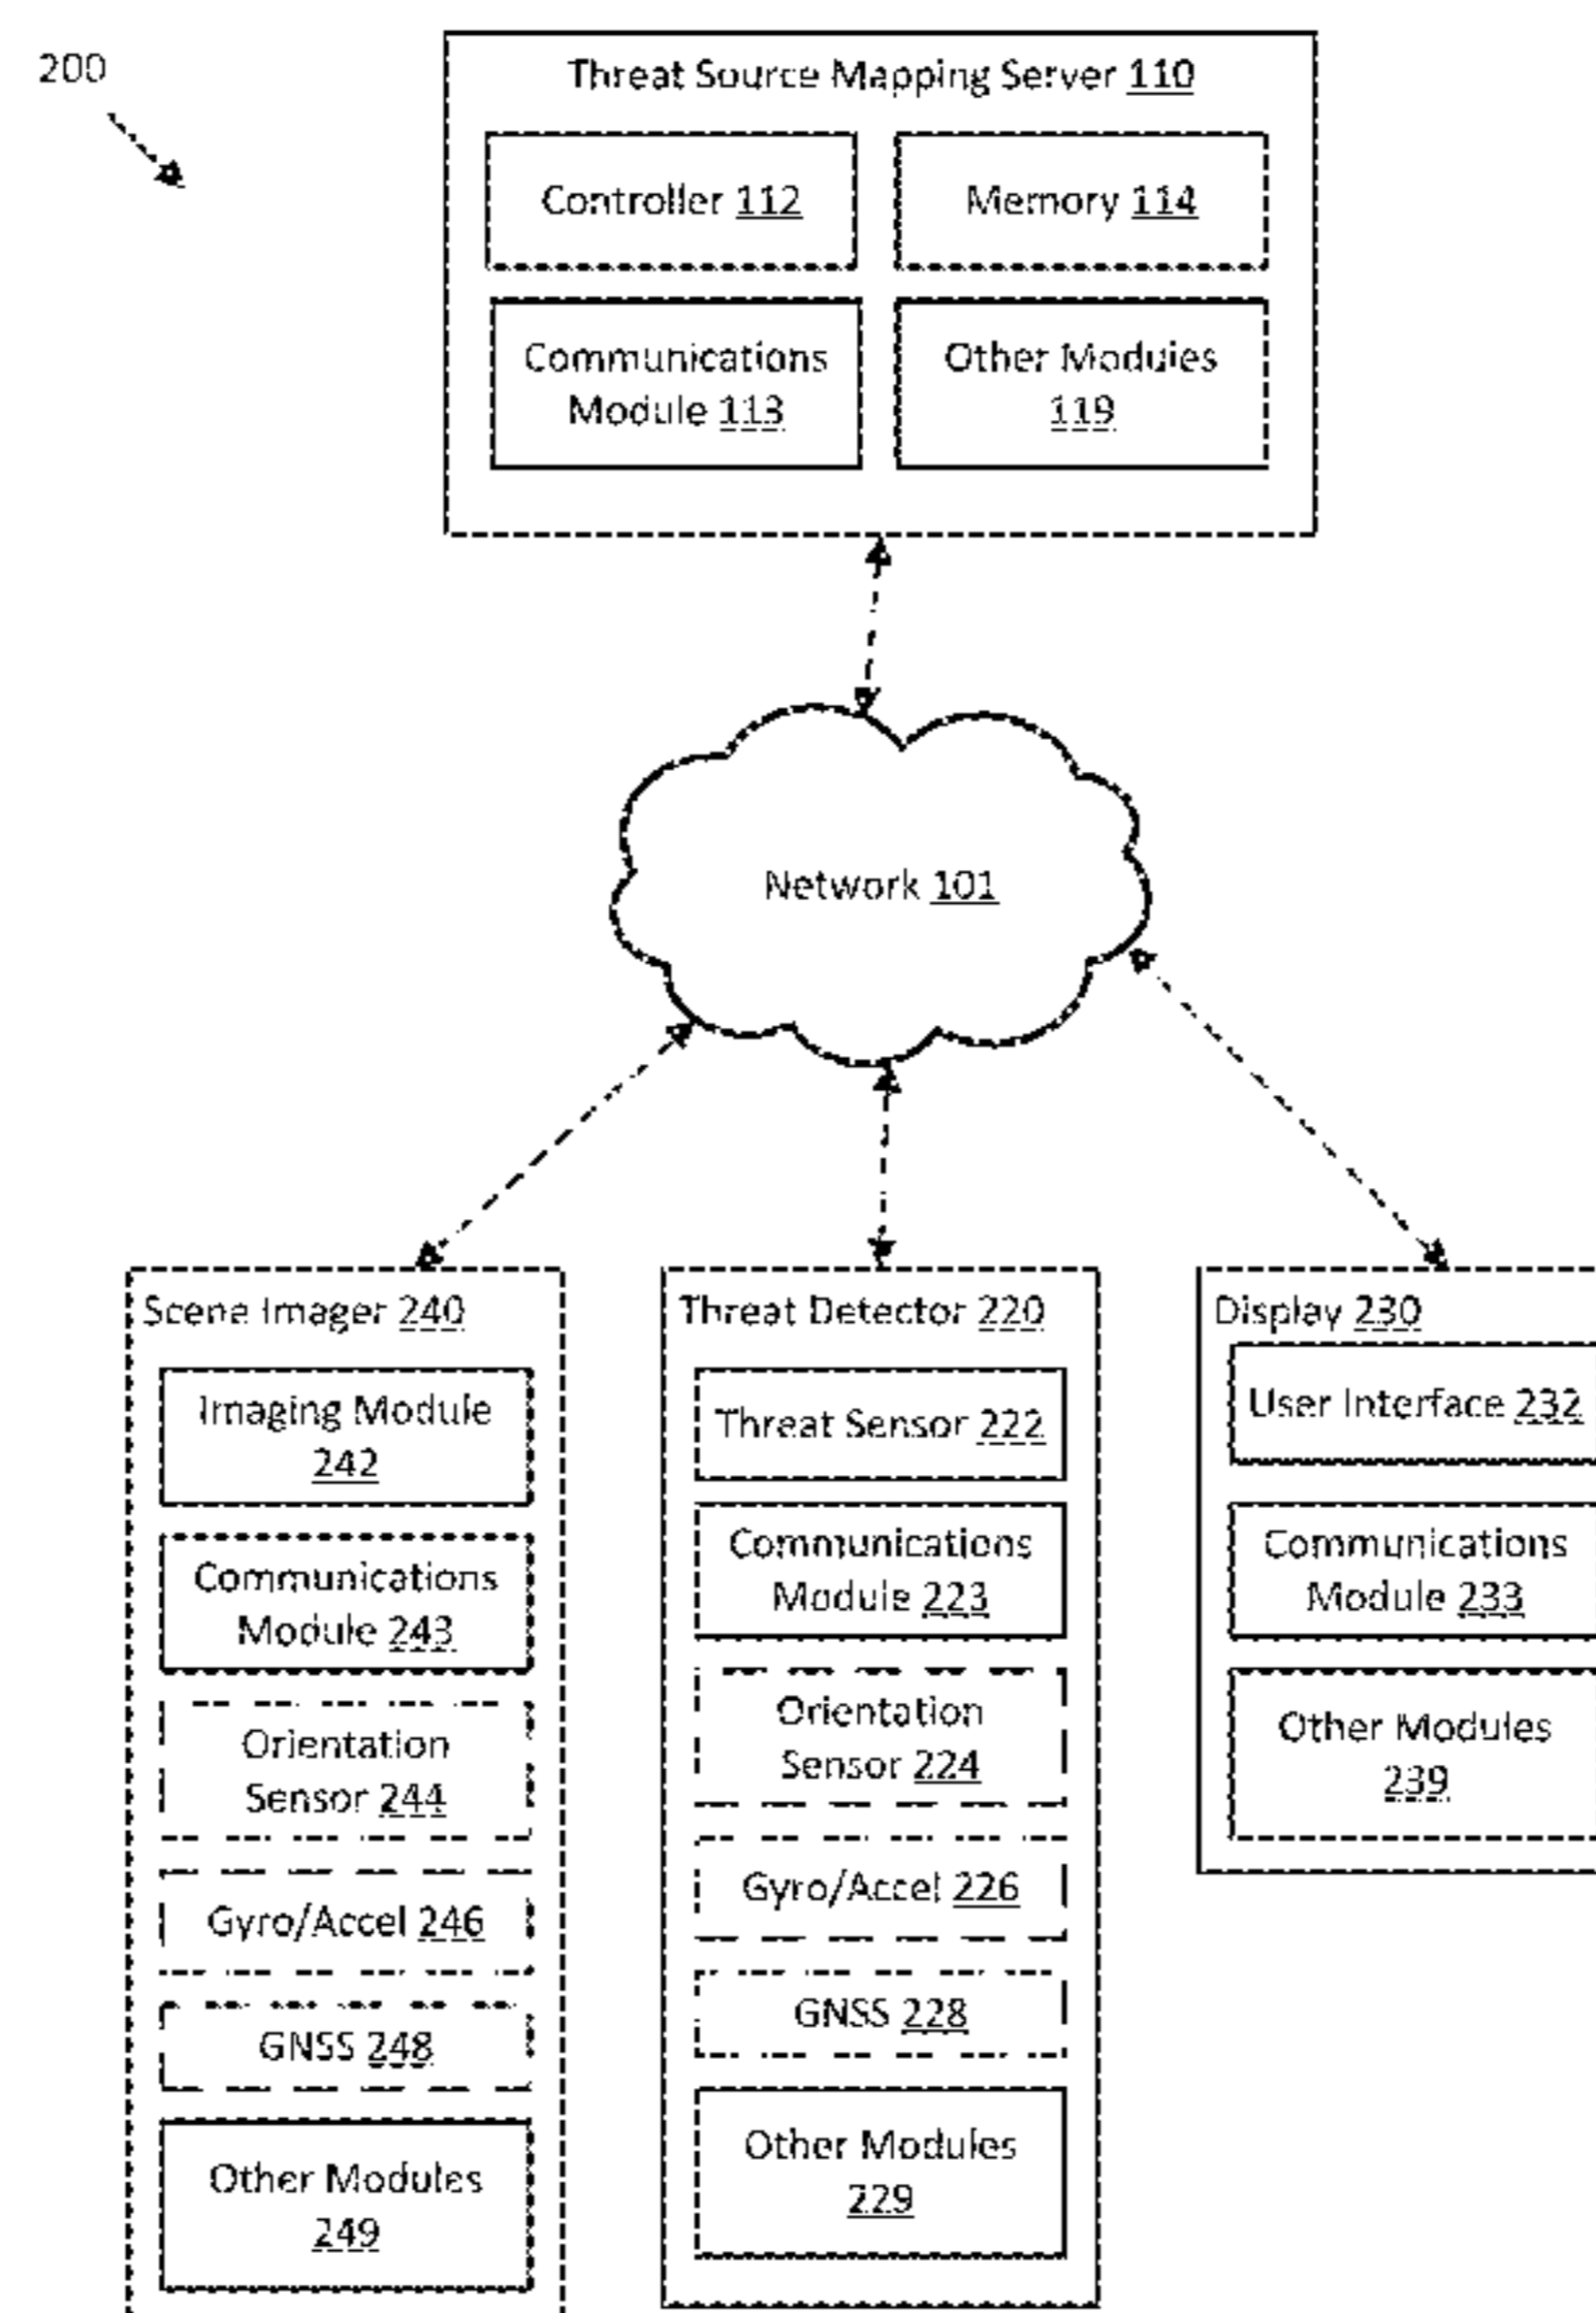 200
Threat Source Mapping Server 110
Controller 112
Memory 114
Communications
Module 113
Other Modules
119
Network 101
Scene Imager 240
Imaging Module
242
Communications
Module 243
Orientation
Sensor 244
Gyro/Accel 246
GNSS 248
Other Modules
249
Threat Detector 220
Threat Sensor 222
Communications
Module 223
Orientation
Sensor 224
Gyro/Accel 226
GNSS 228
Other Modules
229
Display 230
User Interface 232
Communications
Module 233
Other Modules
239